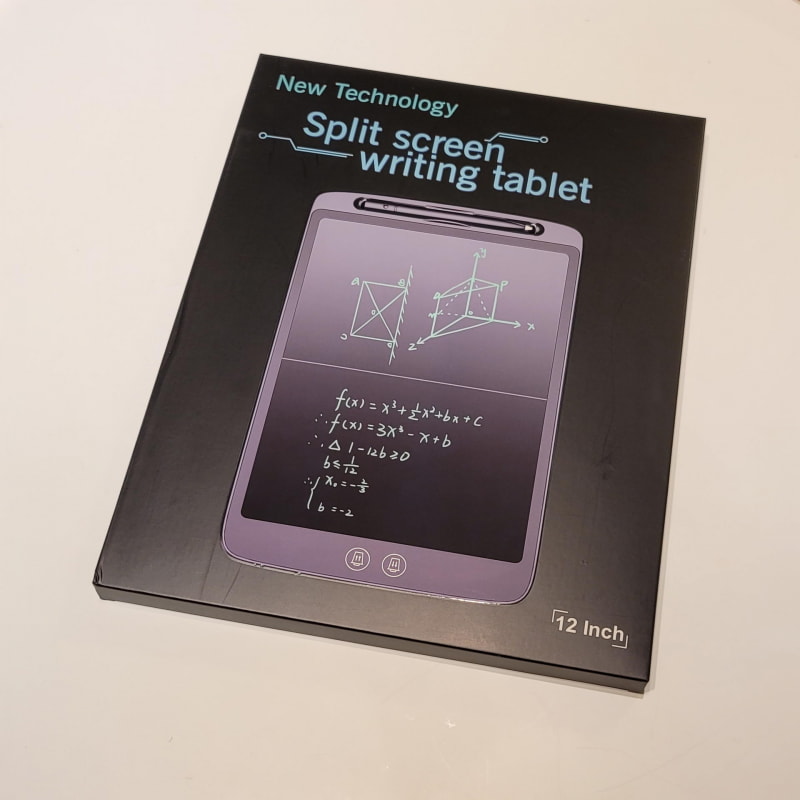 New Technology
Split screen
writing tablet
A B
O
D C
y
A P
M O x
Z
f(x) = x³ + ½x² + bx + c
∴ f(x) = 3x³ - x + b
∴ Δ 1 - 12b ≥ 0
b ≤ 1/12
∴ { x₀ = -2/3
b = -2
12 Inch